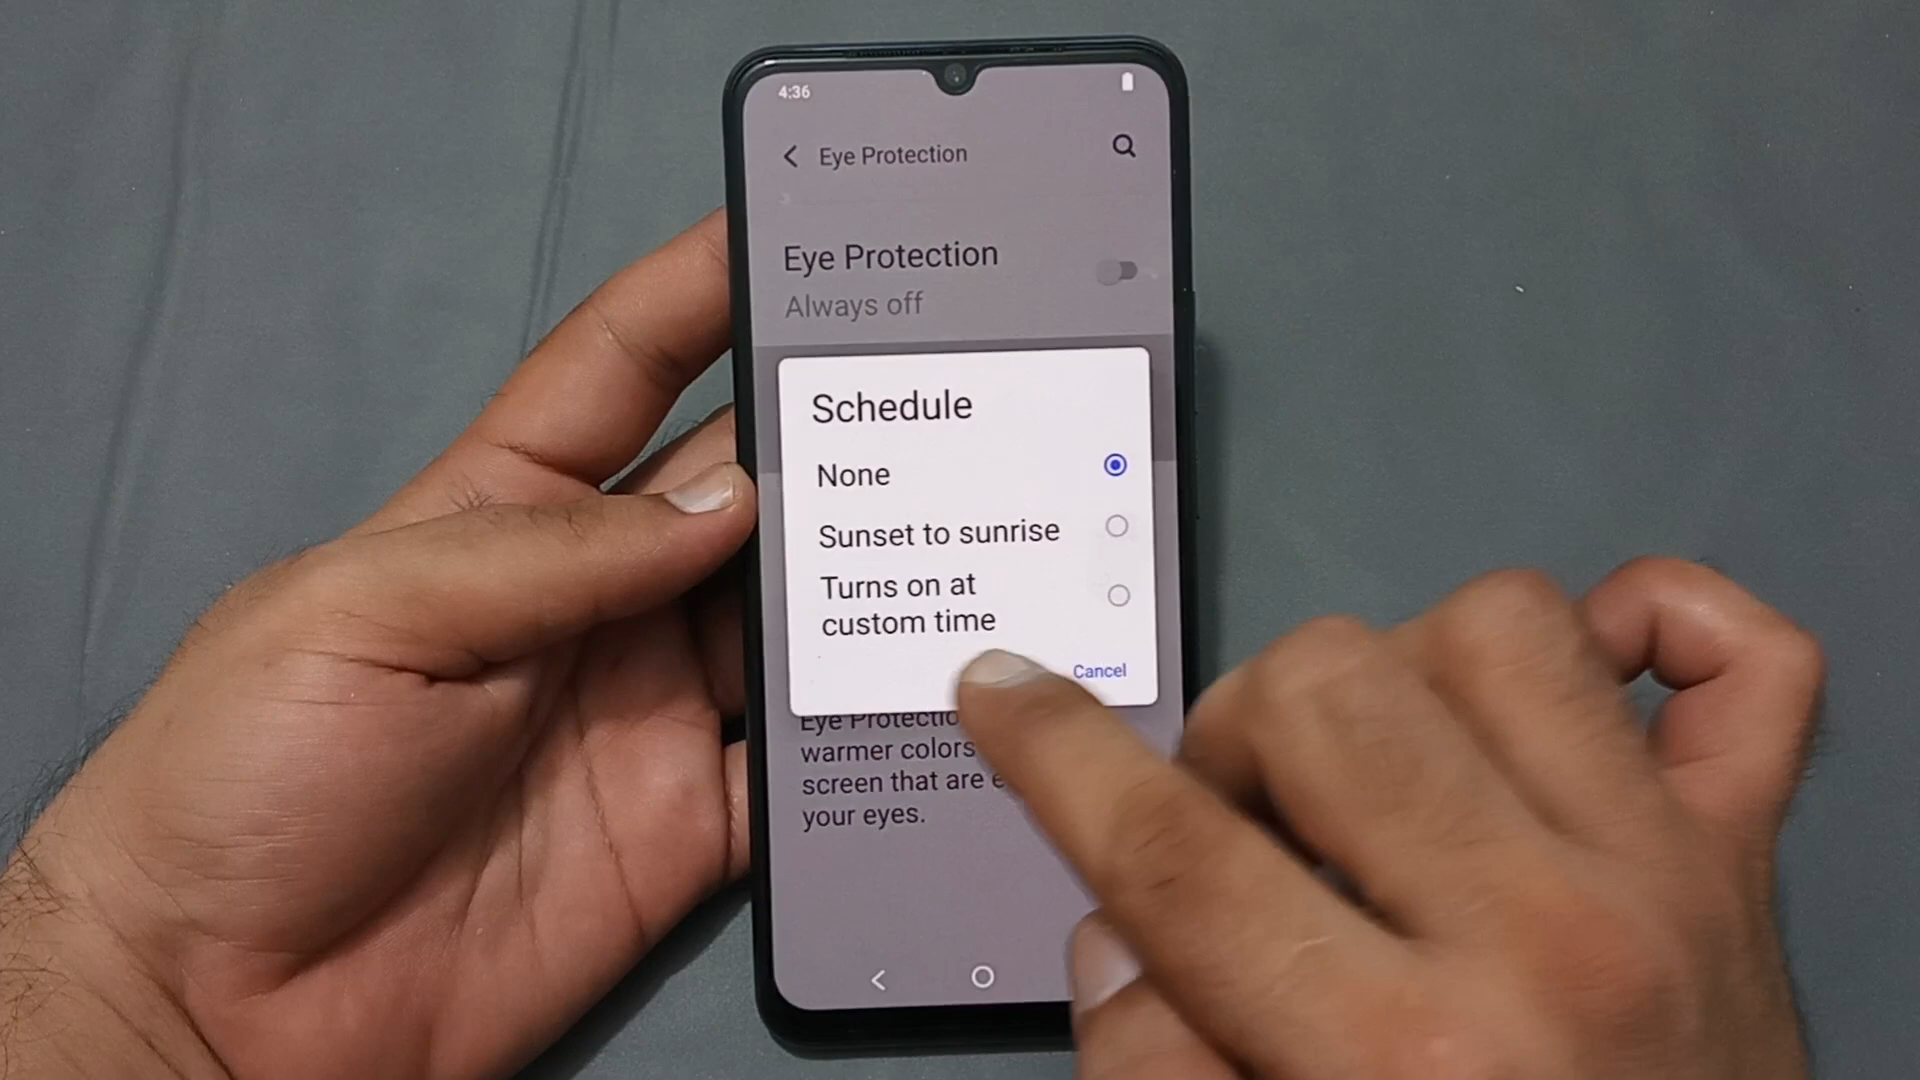 4:36
Eye Protection
Eye Protection
Always off
Schedule
None
Sunset to sunrise
Turns on at
custom time
Cancel
Eye
warmer colors
screen that are
your eyes.